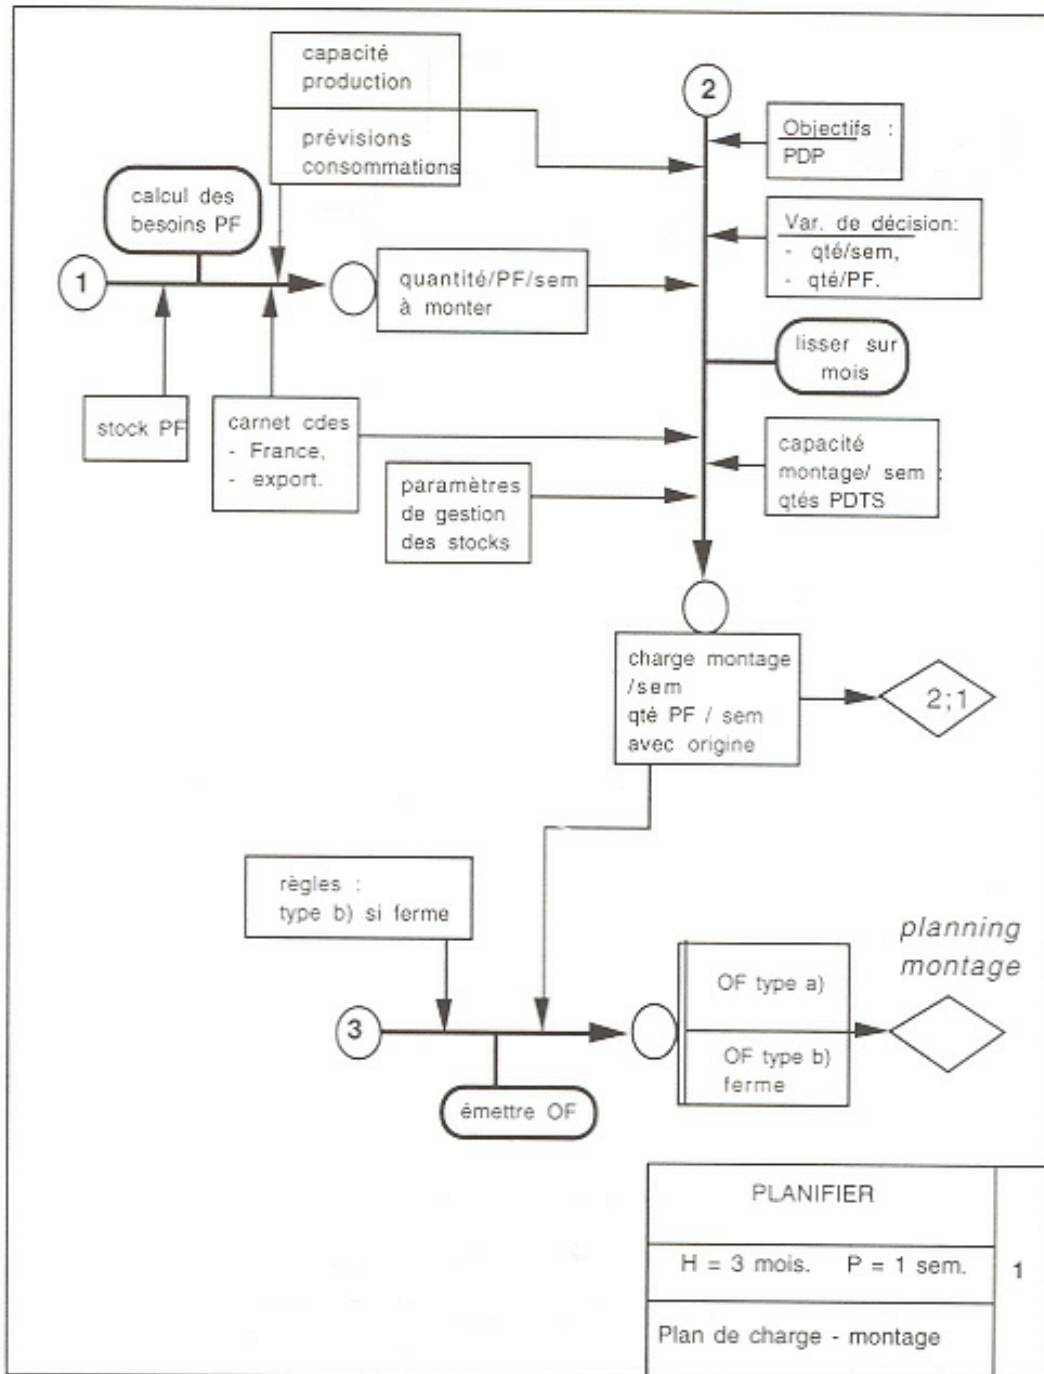 capacité
production
prévisions
consommations
2
Objectifs :
PDP
calcul des
besoins PF
Var. de décision:
- qté/sem,
- qté/PF.
1
quantité/PF/sem
à monter
lisser sur
mois
stock PF
carnet cdes
- France,
- export.
capacité
montage/ sem :
qtés PDTS
paramètres
de gestion
des stocks
charge montage
/sem
qté PF / sem
avec origine
2;1
règles :
type b) si ferme
planning
montage
3
OF type a)
OF type b)
ferme
émettre OF
PLANIFIER
H = 3 mois. P = 1 sem.
1
Plan de charge - montage